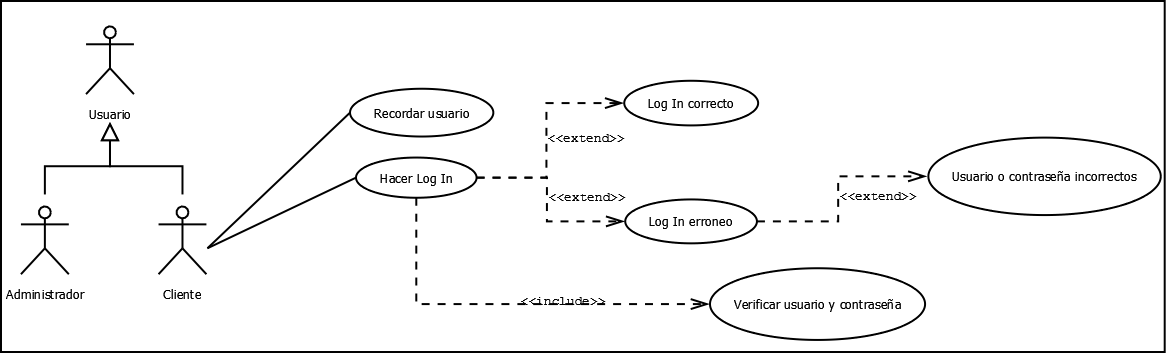 Usuario
Administrador
Cliente
Recordar usuario
Hacer Log In
<<extend>>
Log In correcto
<<extend>>
Log In erroneo
<<extend>>
Usuario o contraseña incorrectos
<<include>>
Verificar usuario y contraseña